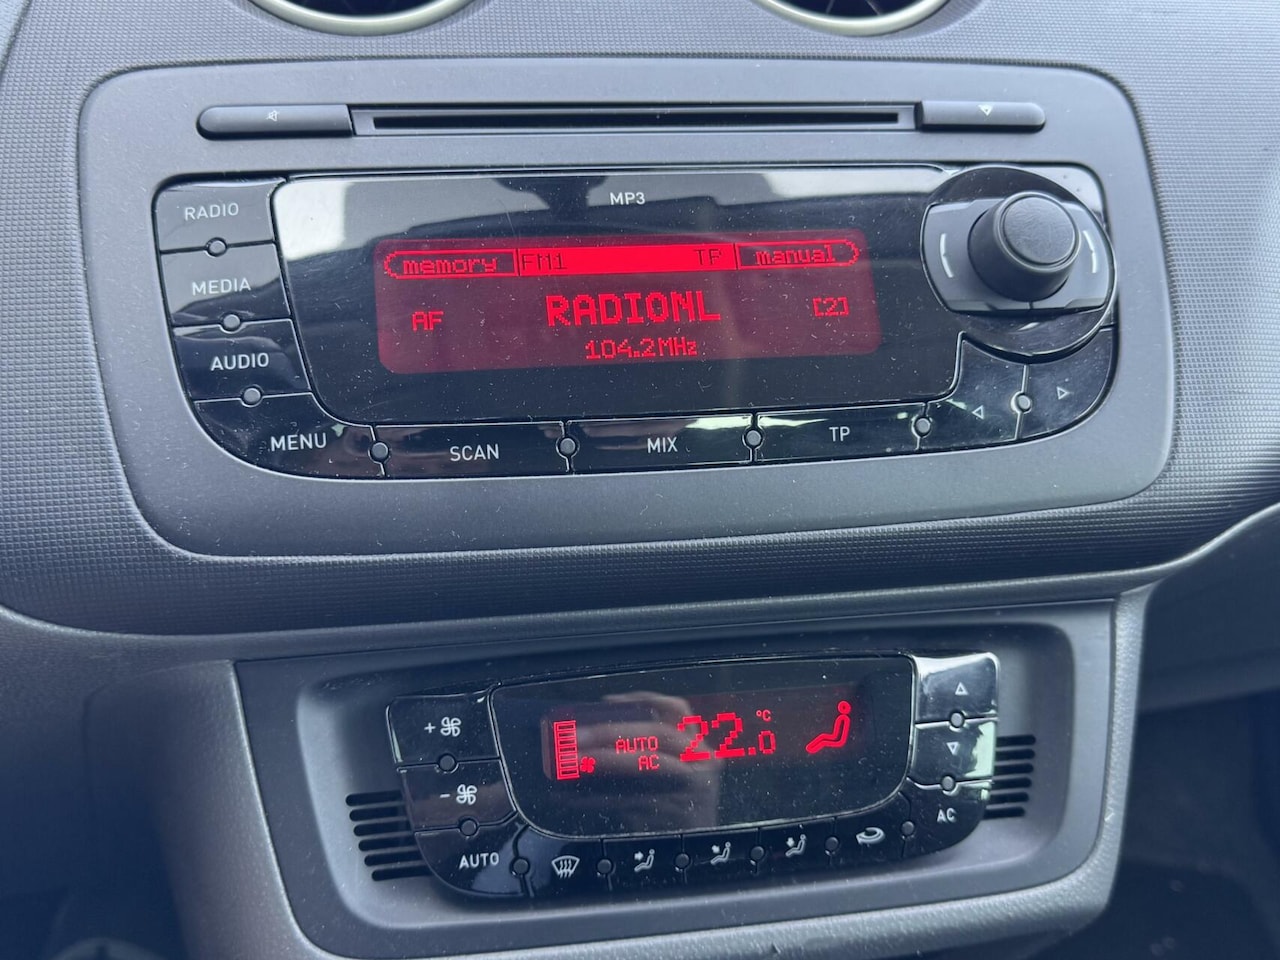 MP3
RADIO
MEDIA
AUDIO
MENU
SCAN
MIX
TP
memory FM1 TP manual
AF RADIONL [2]
104.2MHz
AUTO 22.0 °C
AC
+
-
AUTO
AC